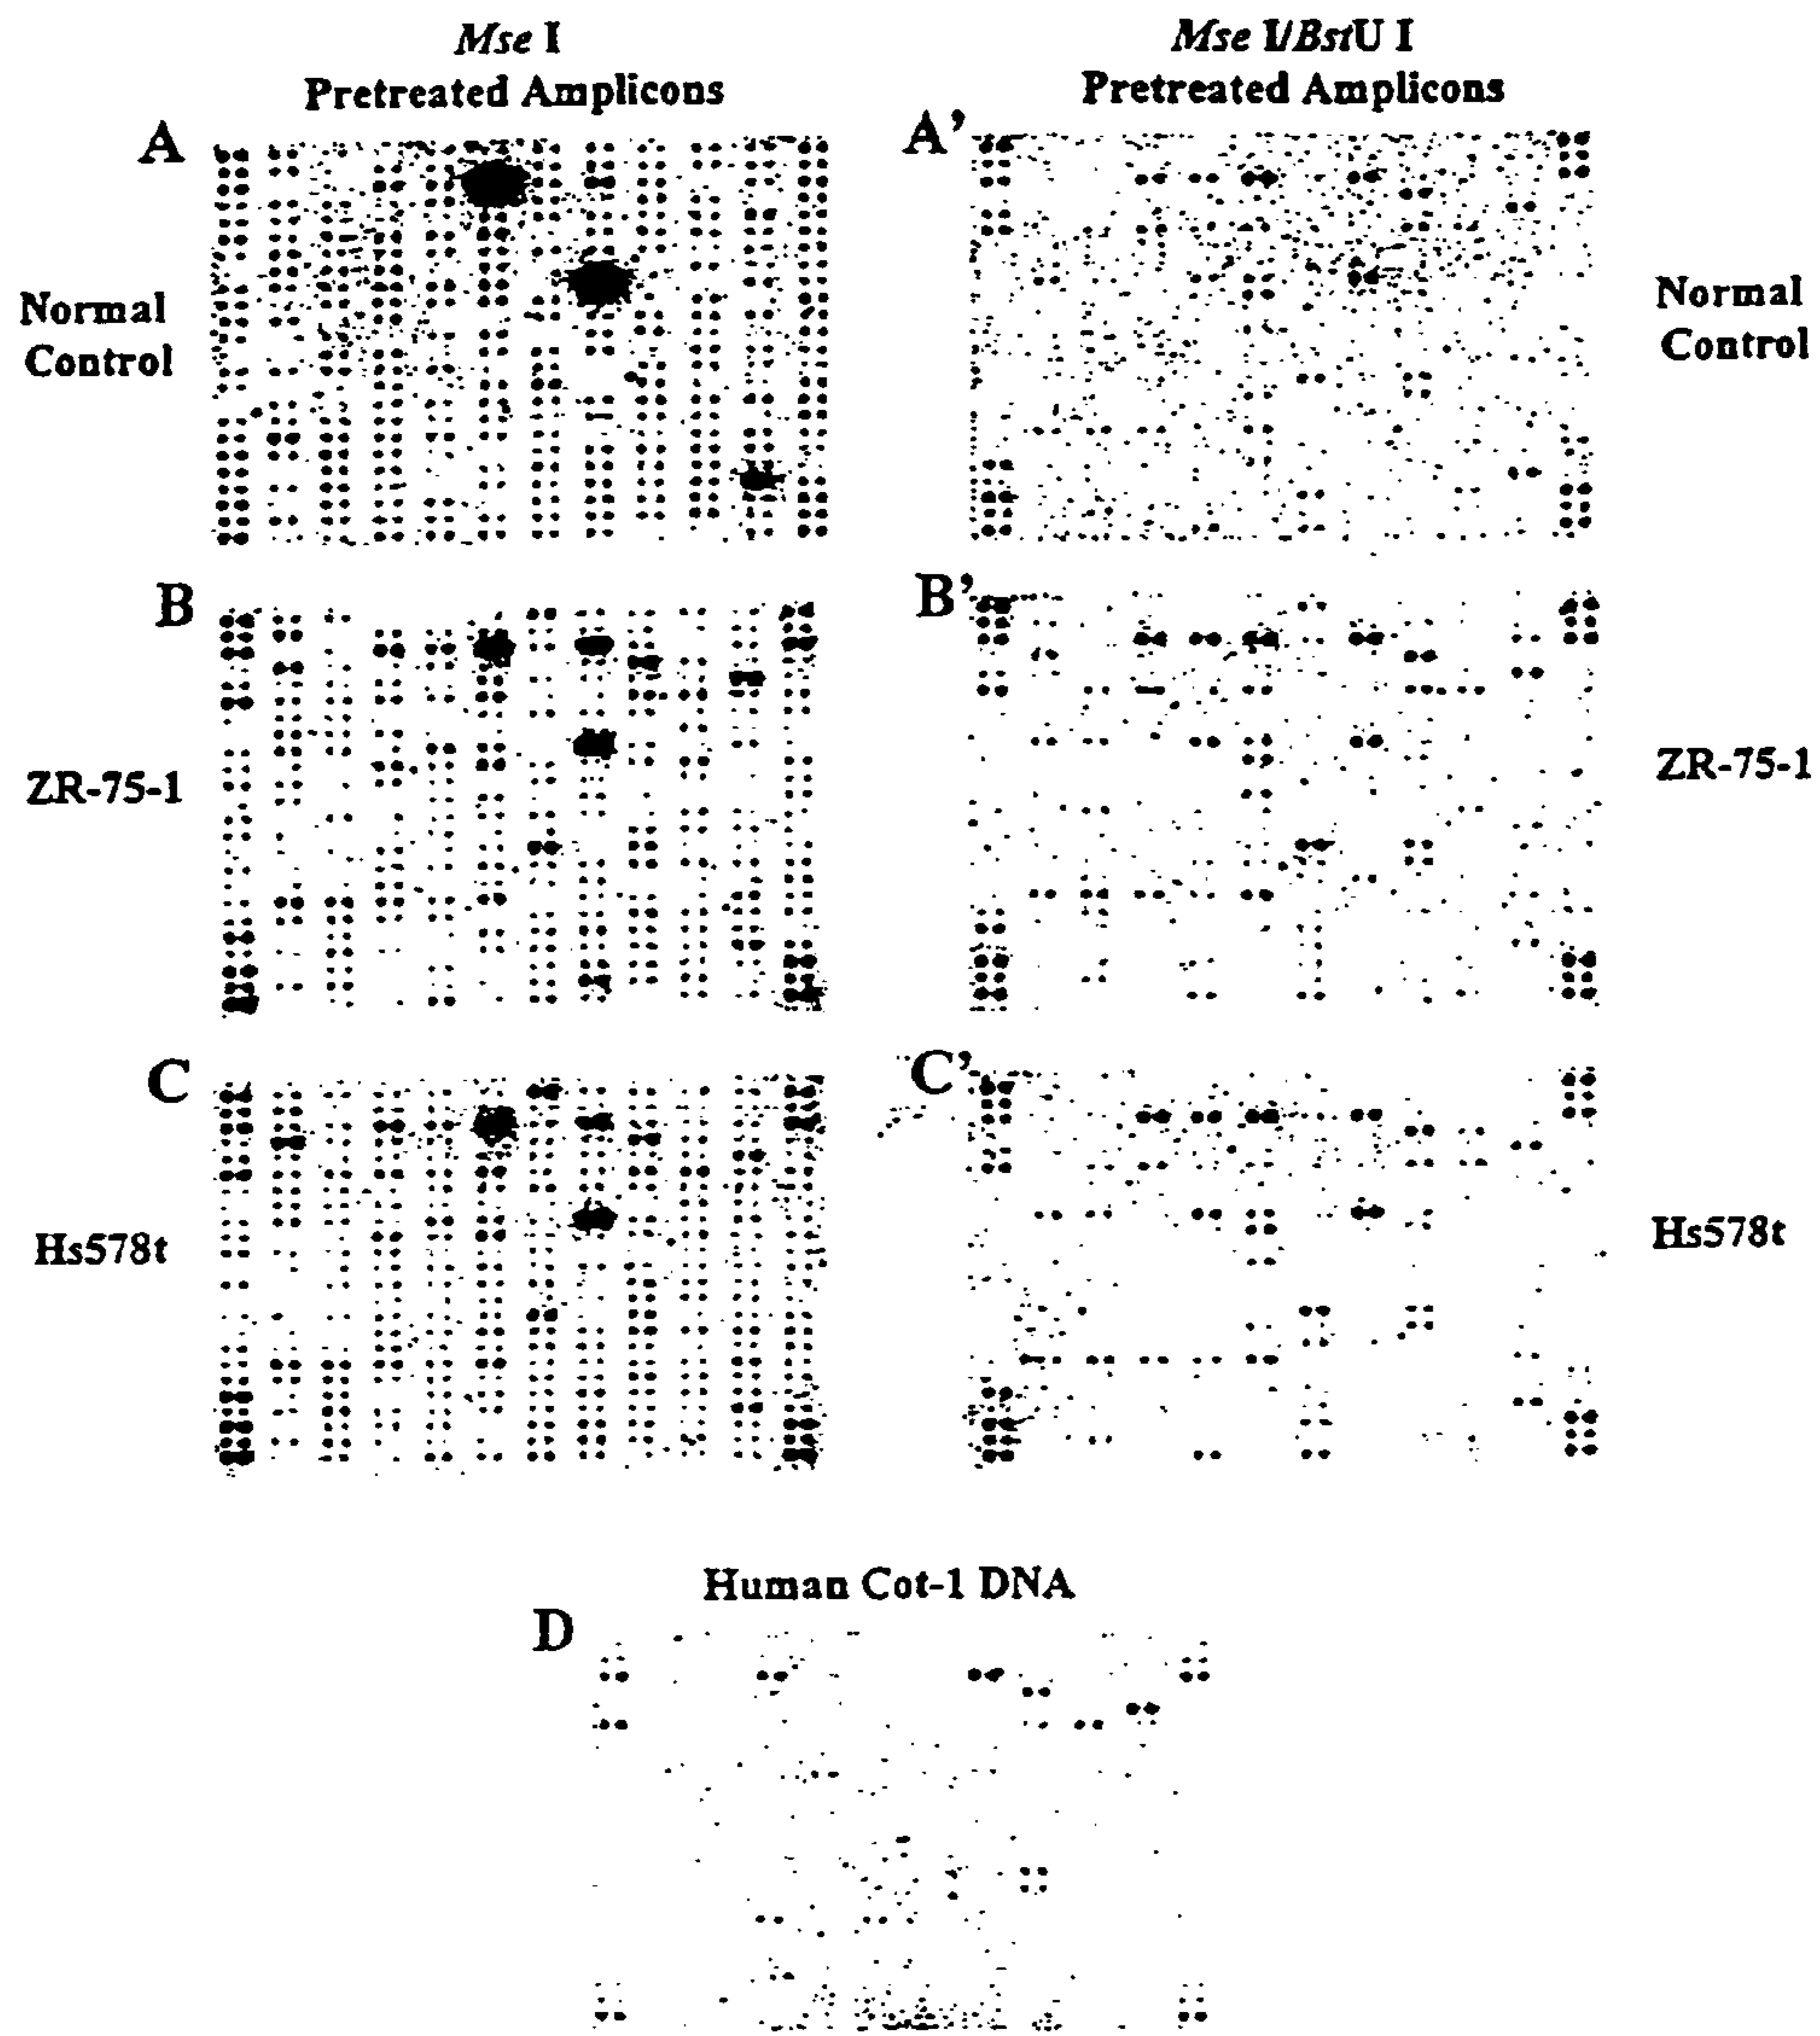 Mse I
Pretreated Amplicons
Mse I/BstU I
Pretreated Amplicons
A
A'
Normal
Control
Normal
Control
B
B'
ZR-75-1
ZR-75-1
C
C'
Hs578t
Hs578t
Human Cot-1 DNA
D